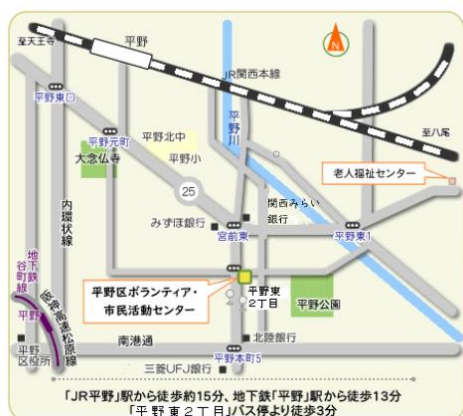 至天王寺
平野
N
JR関西本線
平野川
平野東口
至八尾
平野元町
平野北中
平野小
大念仏寺
老人福祉センター
内環状線
25
関西みらい
銀行
みずほ銀行
宮前東
平野東1
地下鉄
谷町線
平野
阪神高速松原線
平野区ボランティア・
市民活動センター
平野東
2丁目
平野公園
平野
区役所
南港通
北陸銀行
平野本町5
三菱UFJ銀行
「JR平野」駅から徒歩約15分、地下鉄「平野」駅から徒歩13分
「平野東2丁目」バス停より徒歩3分